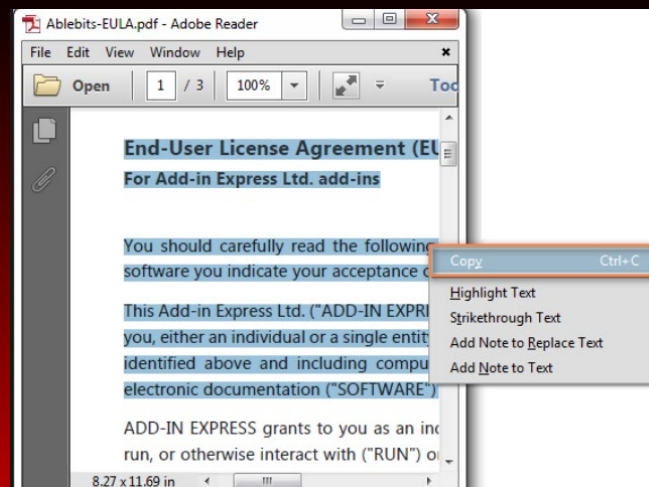 Ablebits-EULA.pdf - Adobe Reader
File Edit View Window Help
Open 1 / 3 100%
End-User License Agreement (EU
For Add-in Express Ltd. add-ins
You should carefully read the following
software you indicate your acceptance
This Add-in Express Ltd. ("ADD-IN EXPR
you, either an individual or a single entity
identified above and including compu
electronic documentation ("SOFTWARE")
ADD-IN EXPRESS grants to you as an
run, or otherwise interact with ("RUN")
8.27 x 11.69 in
Copy Ctrl+C
Highlight Text
Strikethrough Text
Add Note to Replace Text
Add Note to Text